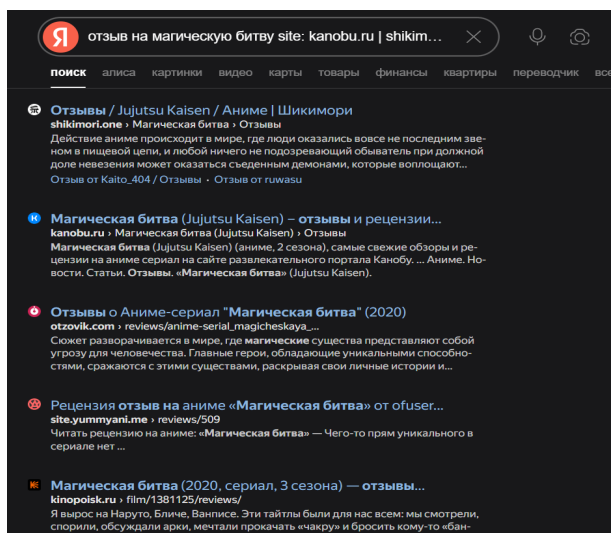 Я отзыв на магическую битву site: kanobu.ru | shikim...
поиск алиса картинки видео карты товары финансы квартиры переводчик все
Отзывы / Jujutsu Kaisen / Аниме | Шикимори
shikimori.one › Магическая битва › Отзывы
Действие аниме происходит в мире, где люди оказались вовсе не последним зве-
ном в пищевой цепи, и любой ничего не подозревающий обыватель при должной
доле невезения может оказаться съеденным демонами, которые воплощают...
Отзыв от Kaito_404 / Отзывы · Отзыв от ruwasu
Магическая битва (Jujutsu Kaisen) – отзывы и рецензии...
kanobu.ru › Магическая битва (Jujutsu Kaisen) › Отзывы
Магическая битва (Jujutsu Kaisen) (аниме, 2 сезона), самые свежие обзоры и ре-
цензии на аниме сериал на сайте развлекательного портала Канобу. ... Аниме. Но-
вости. Статьи. Отзывы. «Магическая битва» (Jujutsu Kaisen).
Отзывы о Аниме-сериал "Магическая битва" (2020)
otzovik.com › reviews/anime-serial_magicheskaya_...
Сюжет разворачивается в мире, где магические существа представляют собой
угрозу для человечества. Главные герои, обладающие уникальными способно-
стями, сражаются с этими существами, раскрывая свои личные истории и...
Рецензия отзыв на аниме «Магическая битва» от ofuser...
site.yummyani.me › reviews/509
Читать рецензию на аниме: «Магическая битва» — Чего-то прям уникального в
сериале нет ...
Магическая битва (2020, сериал, 3 сезона) — отзывы...
kinopoisk.ru › film/1381125/reviews/
Я вырос на Наруто, Бличе, Ванписе. Эти тайтлы были для нас всем: мы смотрели,
спорили, обсуждали арки, мечтали прокачать «чакру» и бросить кому-то «бан-